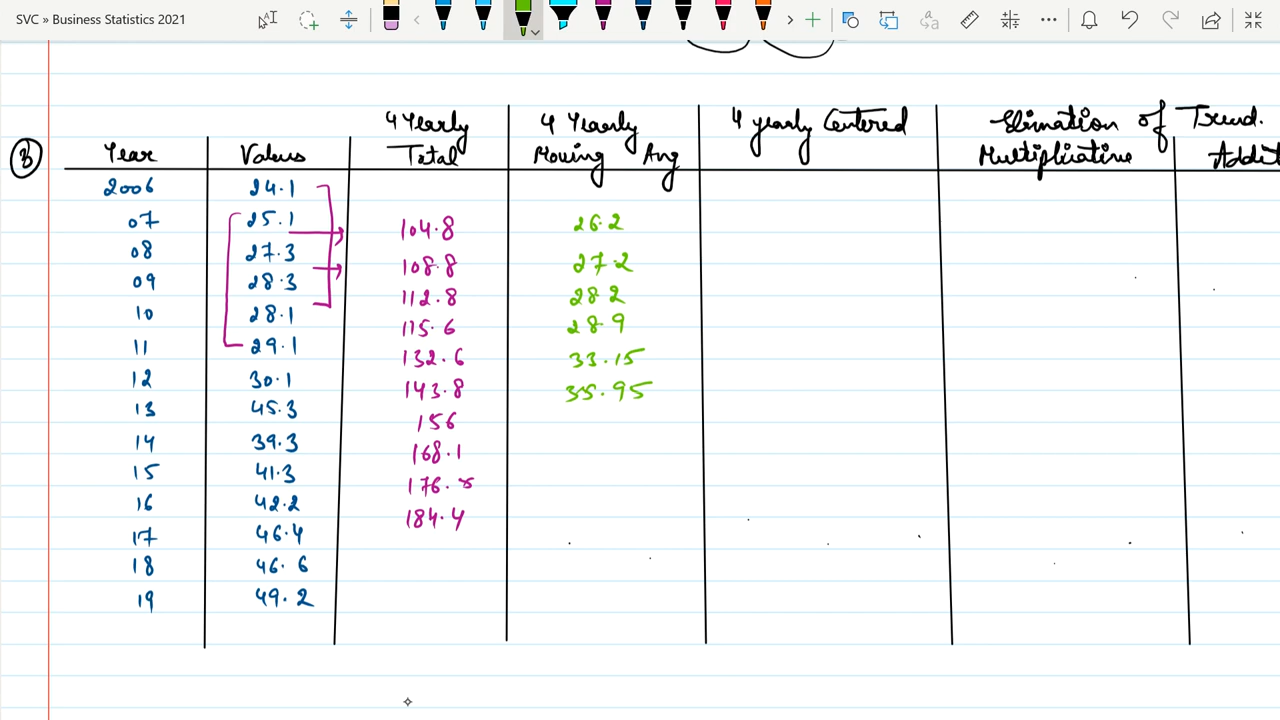 SVC » Business Statistics 2021
4 Yearly 4 Yearly 4 yearly Centered Elimation of Trend.
3 Year Values Total Moving Avg Multiplicative Addit
2006 24.1
07 25.1 104.8 26.2
08 27.3 108.8 27.2
09 28.3 112.8 28.2
10 28.1 115.6 28.9
11 29.1 132.6 33.15
12 30.1 143.8 35.95
13 45.3 156
14 39.3 168.1
15 41.3
16 42.2 184.4
17 46.4
18 46.6
19 49.2